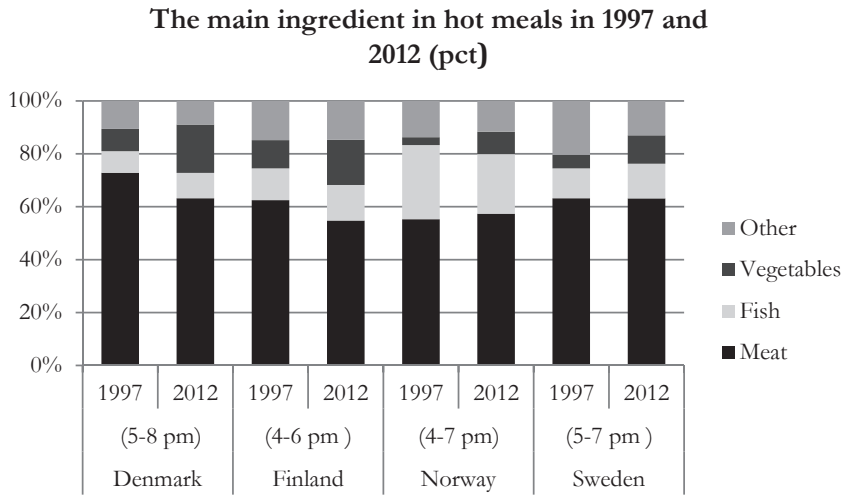 The main ingredient in hot meals in 1997 and
2012 (pct)
100%
80%
60%
40%
20%
0%
Other
Vegetables
Fish
Meat
1997 2012 1997 2012 1997 2012 1997 2012
(5-8 pm) (4-6 pm ) (4-7 pm) (5-7 pm )
Denmark Finland Norway Sweden